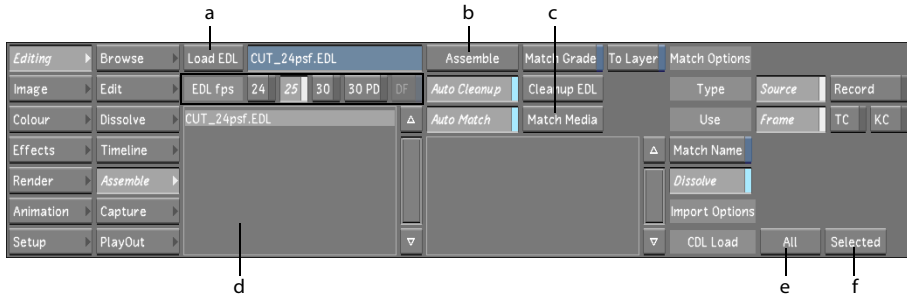 a b c
Editing Browse Load EDL CUT_24psf.EDL Assemble Match Grade To Layer Match Options
Image Edit EDL fps 24 25 30 30 PD DF Auto Cleanup Cleanup EDL Type Source Record
Colour Dissolve CUT_24psf.EDL Auto Match Match Media Use Frame TC KC
Effects Timeline Match Name
Render Assemble Dissolve
Animation Capture Import Options
Setup PlayOut CDL Load All Selected
d e f